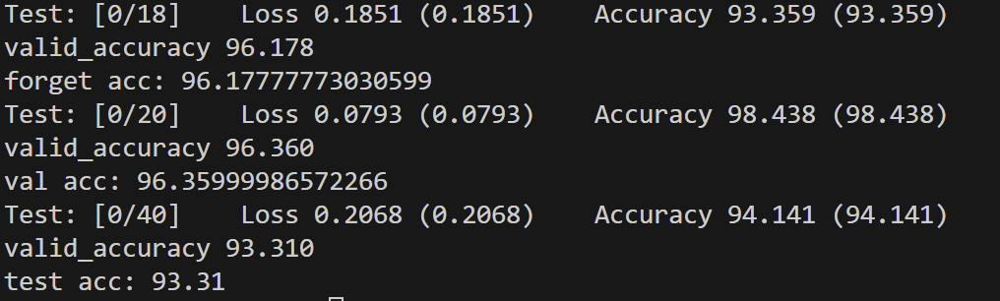 Test: [0/18]    Loss 0.1851 (0.1851)    Accuracy 93.359 (93.359)
valid_accuracy 96.178
forget acc: 96.17777773030599
Test: [0/20]    Loss 0.0793 (0.0793)    Accuracy 98.438 (98.438)
valid_accuracy 96.360
val acc: 96.35999986572266
Test: [0/40]    Loss 0.2068 (0.2068)    Accuracy 94.141 (94.141)
valid_accuracy 93.310
test acc: 93.31